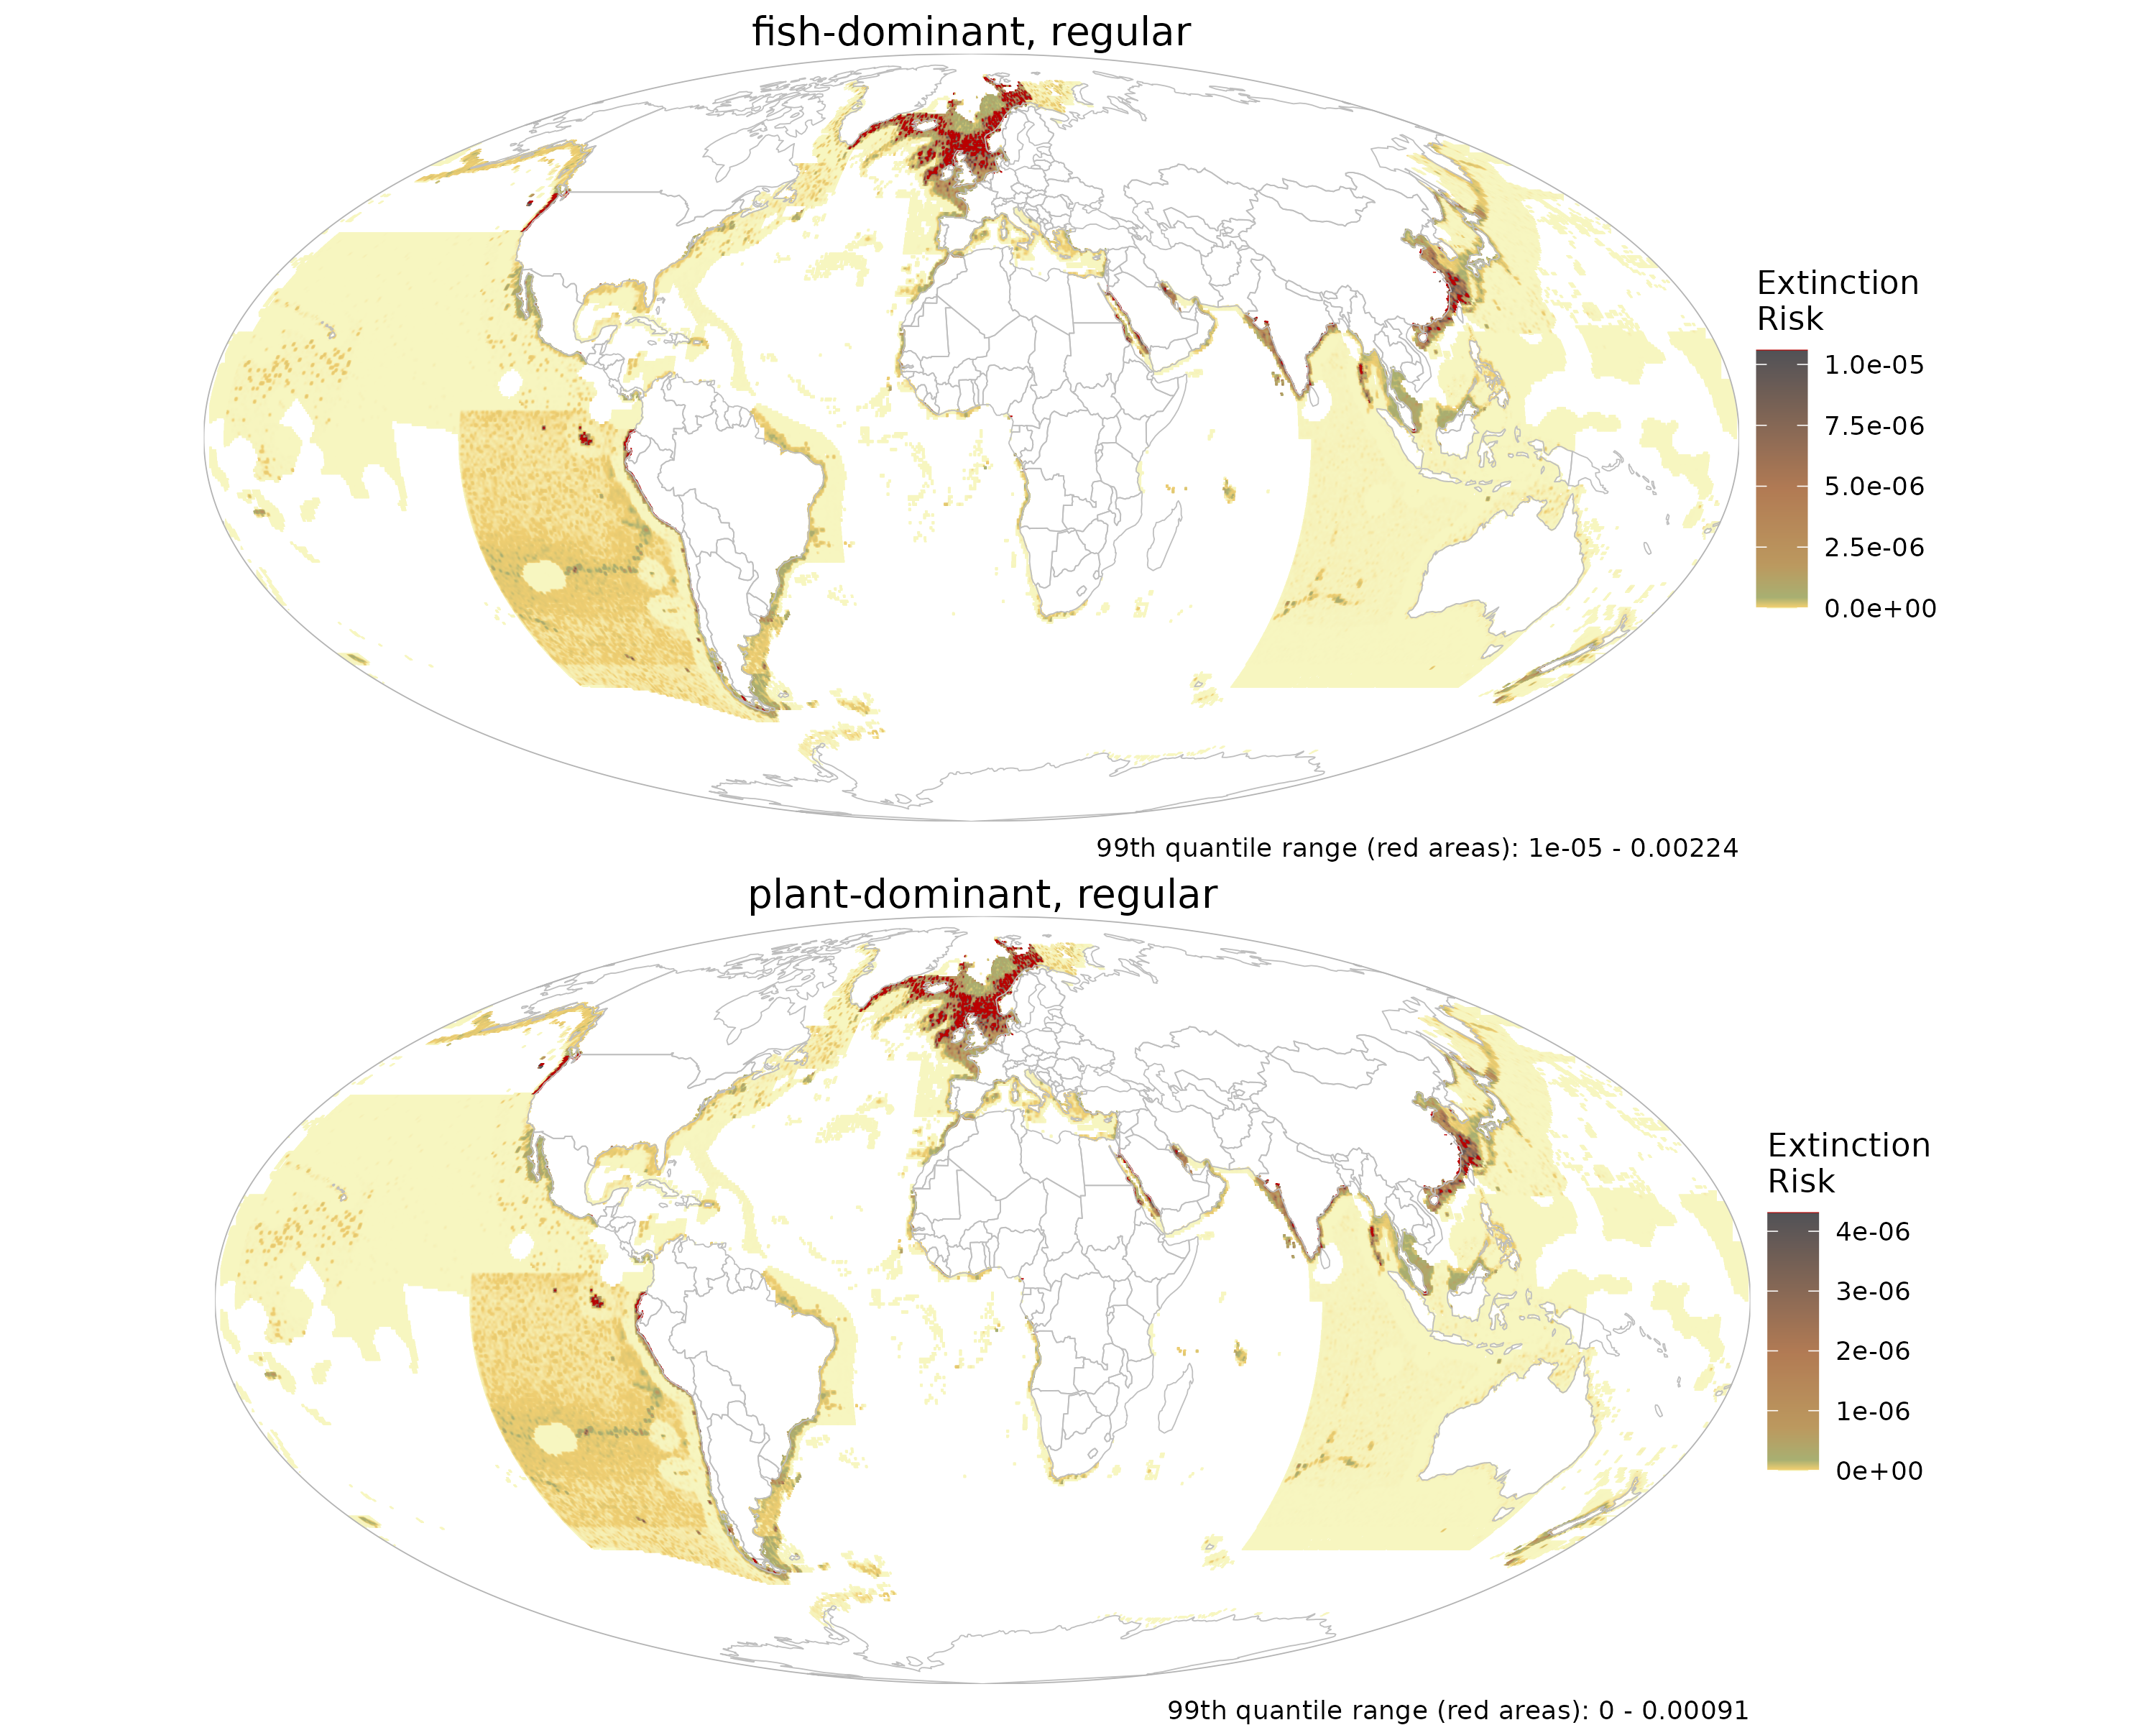 fish-dominant, regular
Extinction
Risk
1.0e-05
7.5e-06
5.0e-06
2.5e-06
0.0e+00
99th quantile range (red areas): 1e-05 - 0.00224
plant-dominant, regular
Extinction
Risk
4e-06
3e-06
2e-06
1e-06
0e+00
99th quantile range (red areas): 0 - 0.00091